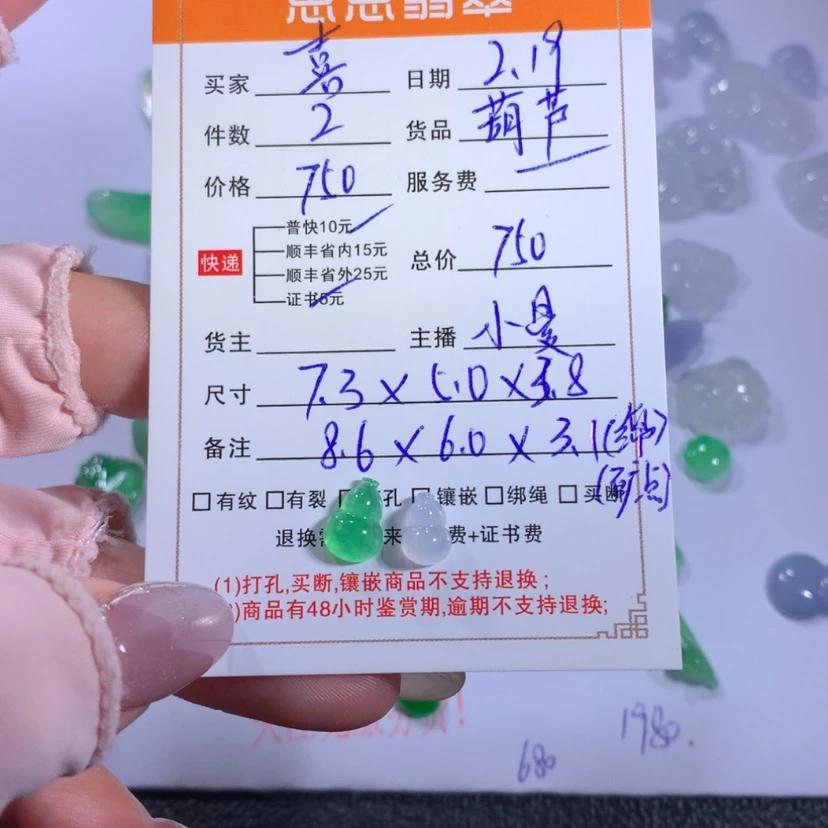 翡翠
买家 喜 日期 2.19
件数 2 货品 葫芦
价格 750 服务费
普快10元
顺丰省内15元
快递 总价 750
顺丰省外25元
证书5元
货主 主播 小曼
尺寸 7.3×5.0×3.8
备注 8.6×6.0×3.1
(矿点)
有纹 有裂 孔 镶嵌 绑绳 买断
退换 来 费+证书费
(1)打孔,买断,镶嵌商品不支持退换;
)商品有48小时鉴赏期,逾期不支持退换;
680 1980.